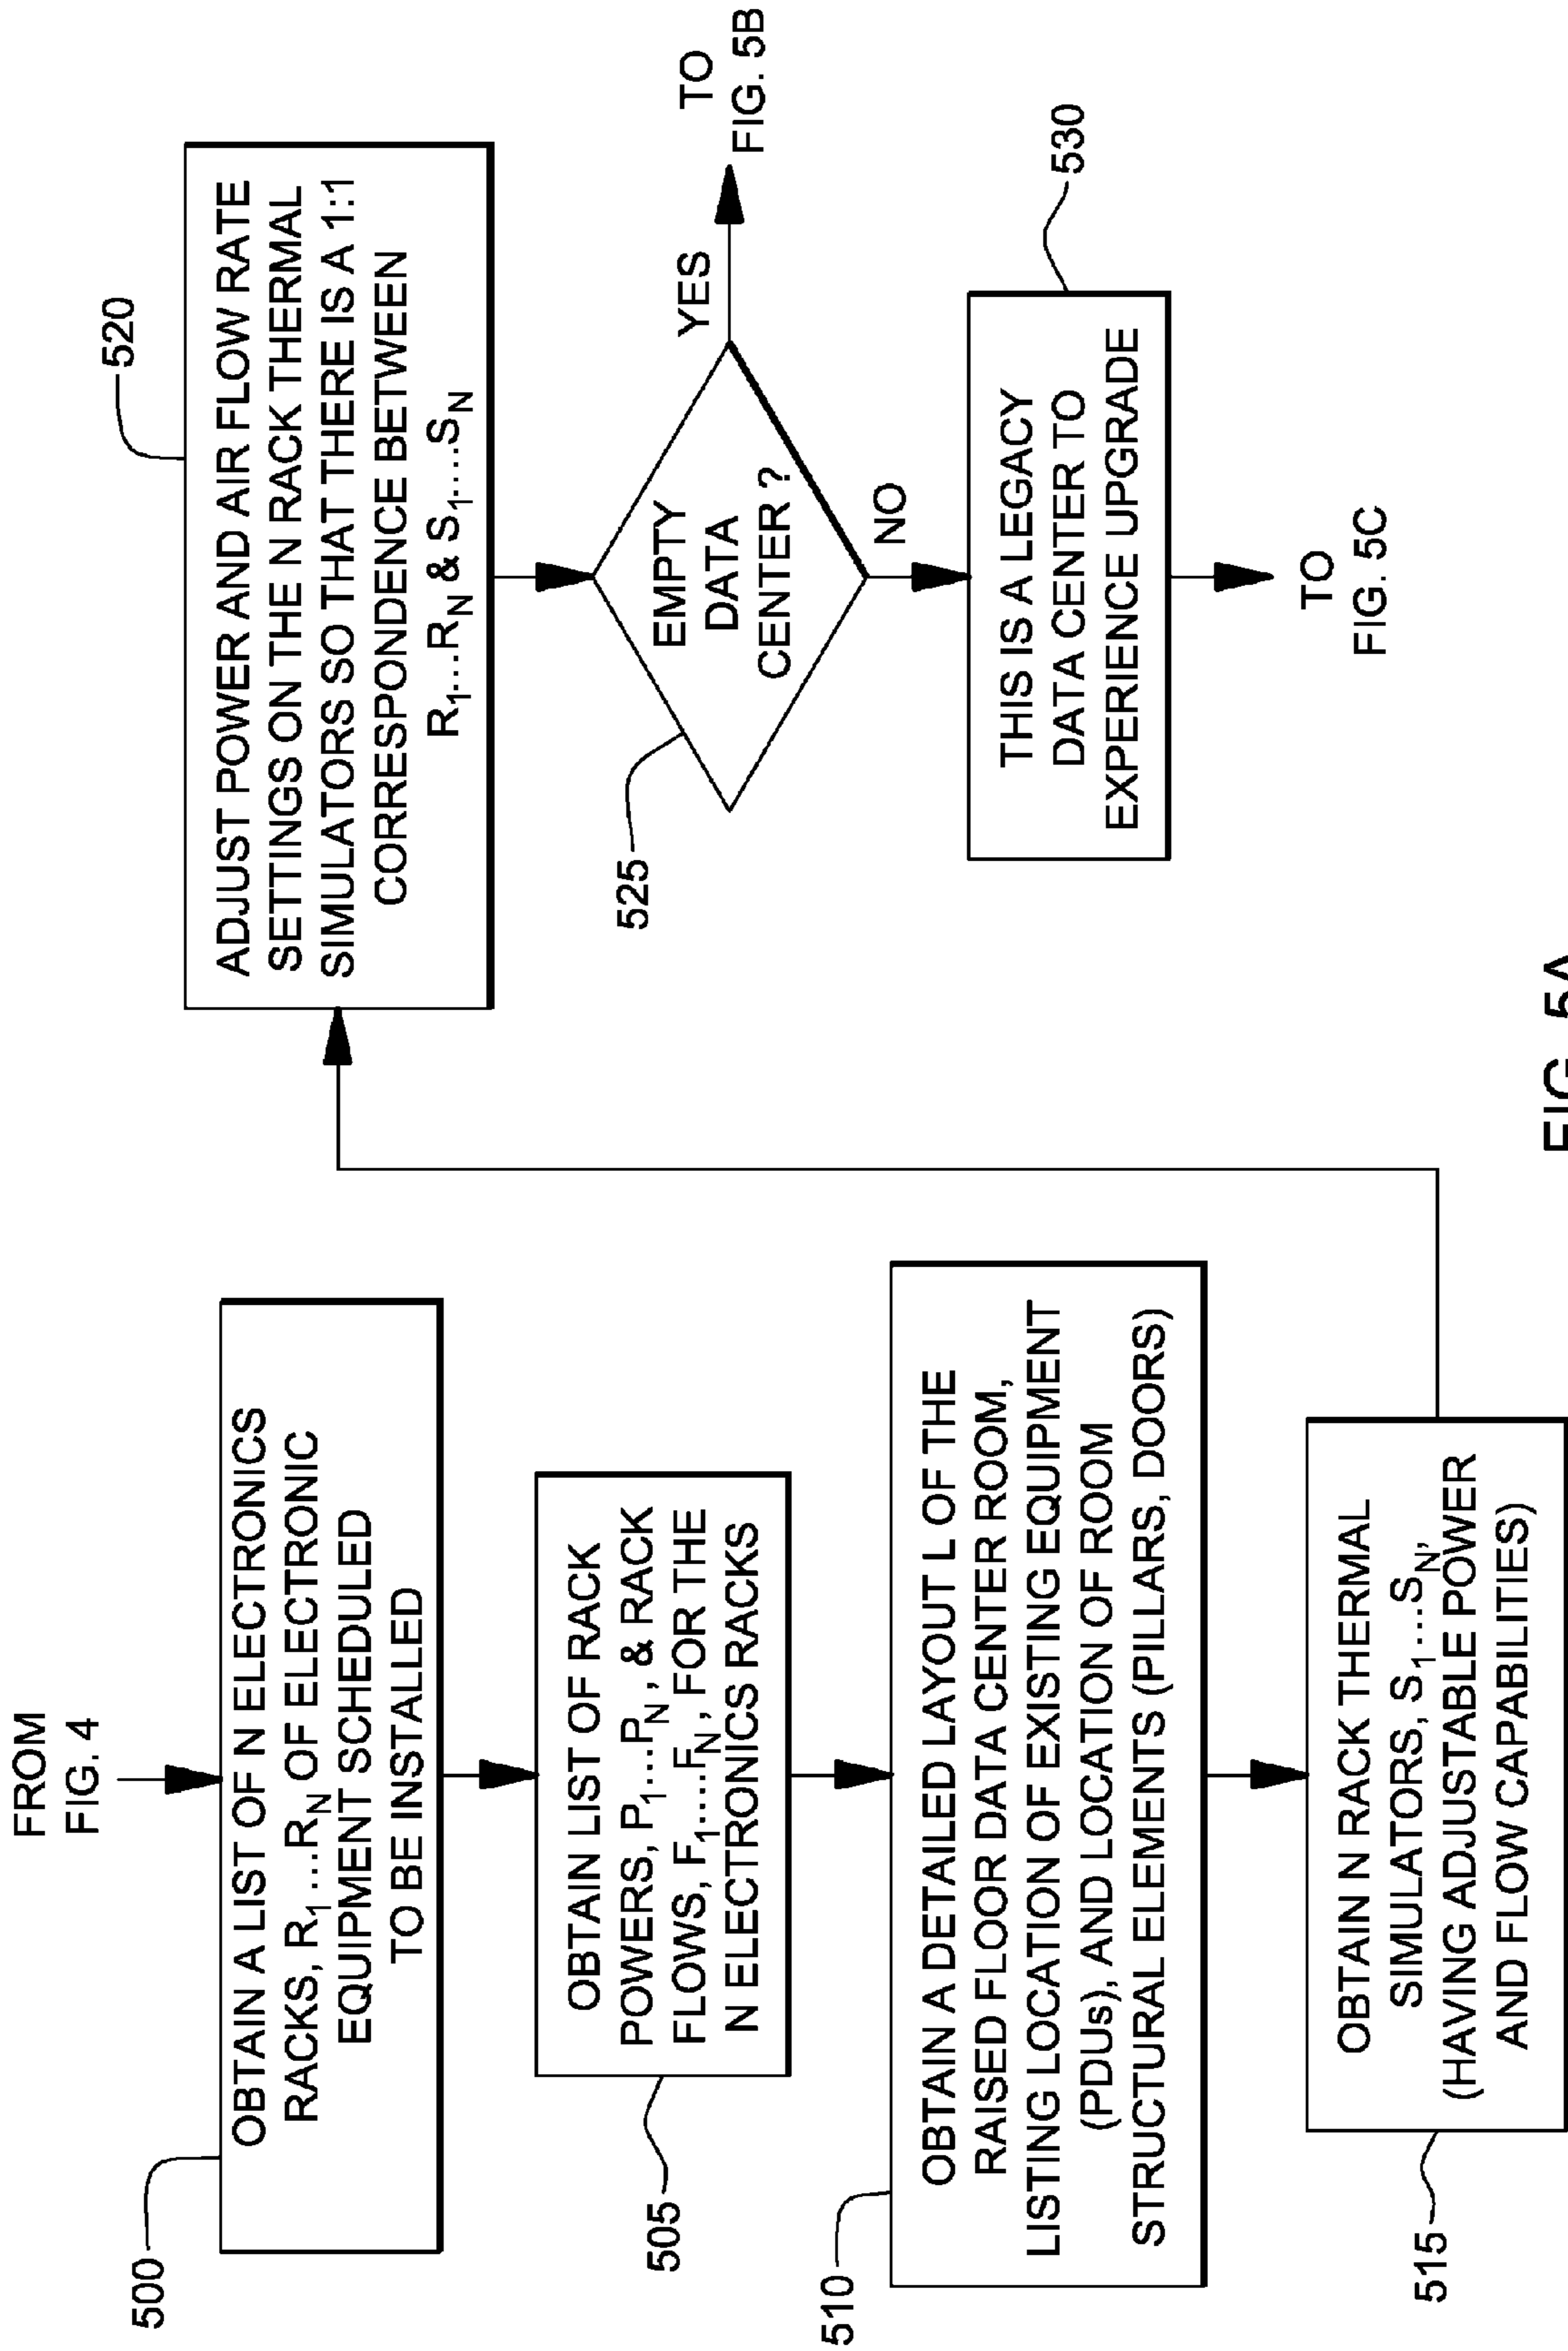 FROM
FIG. 4
500
OBTAIN A LIST OF N ELECTRONICS
RACKS, R1...RN OF ELECTRONIC
EQUIPMENT SCHEDULED
TO BE INSTALLED
505
OBTAIN LIST OF RACK
POWERS, P1...PN, & RACK
FLOWS, F1....FN, FOR THE
N ELECTRONICS RACKS
510
OBTAIN A DETAILED LAYOUT L OF THE
RAISED FLOOR DATA CENTER ROOM,
LISTING LOCATION OF EXISTING EQUIPMENT
(PDUs), AND LOCATION OF ROOM
STRUCTURAL ELEMENTS (PILLARS, DOORS)
515
OBTAIN N RACK THERMAL
SIMULATORS, S1...SN,
(HAVING ADJUSTABLE POWER
AND FLOW CAPABILITIES)
520
ADJUST POWER AND AIR FLOW RATE
SETTINGS ON THE N RACK THERMAL
SIMULATORS SO THAT THERE IS A 1:1
CORRESPONDENCE BETWEEN
R1...RN & S1...SN
525
EMPTY
DATA
CENTER ?
YES
TO
FIG. 5B
NO
530
THIS IS A LEGACY
DATA CENTER TO
EXPERIENCE UPGRADE
TO
FIG. 5C
FIG. 5A